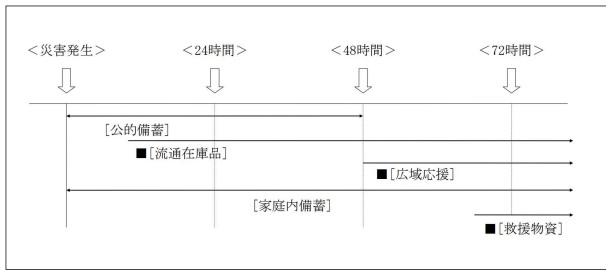 <災害発生> <24時間> <48時間> <72時間>
[公的備蓄]
■[流通在庫品]
■[広域応援]
[家庭内備蓄]
■[救援物資]